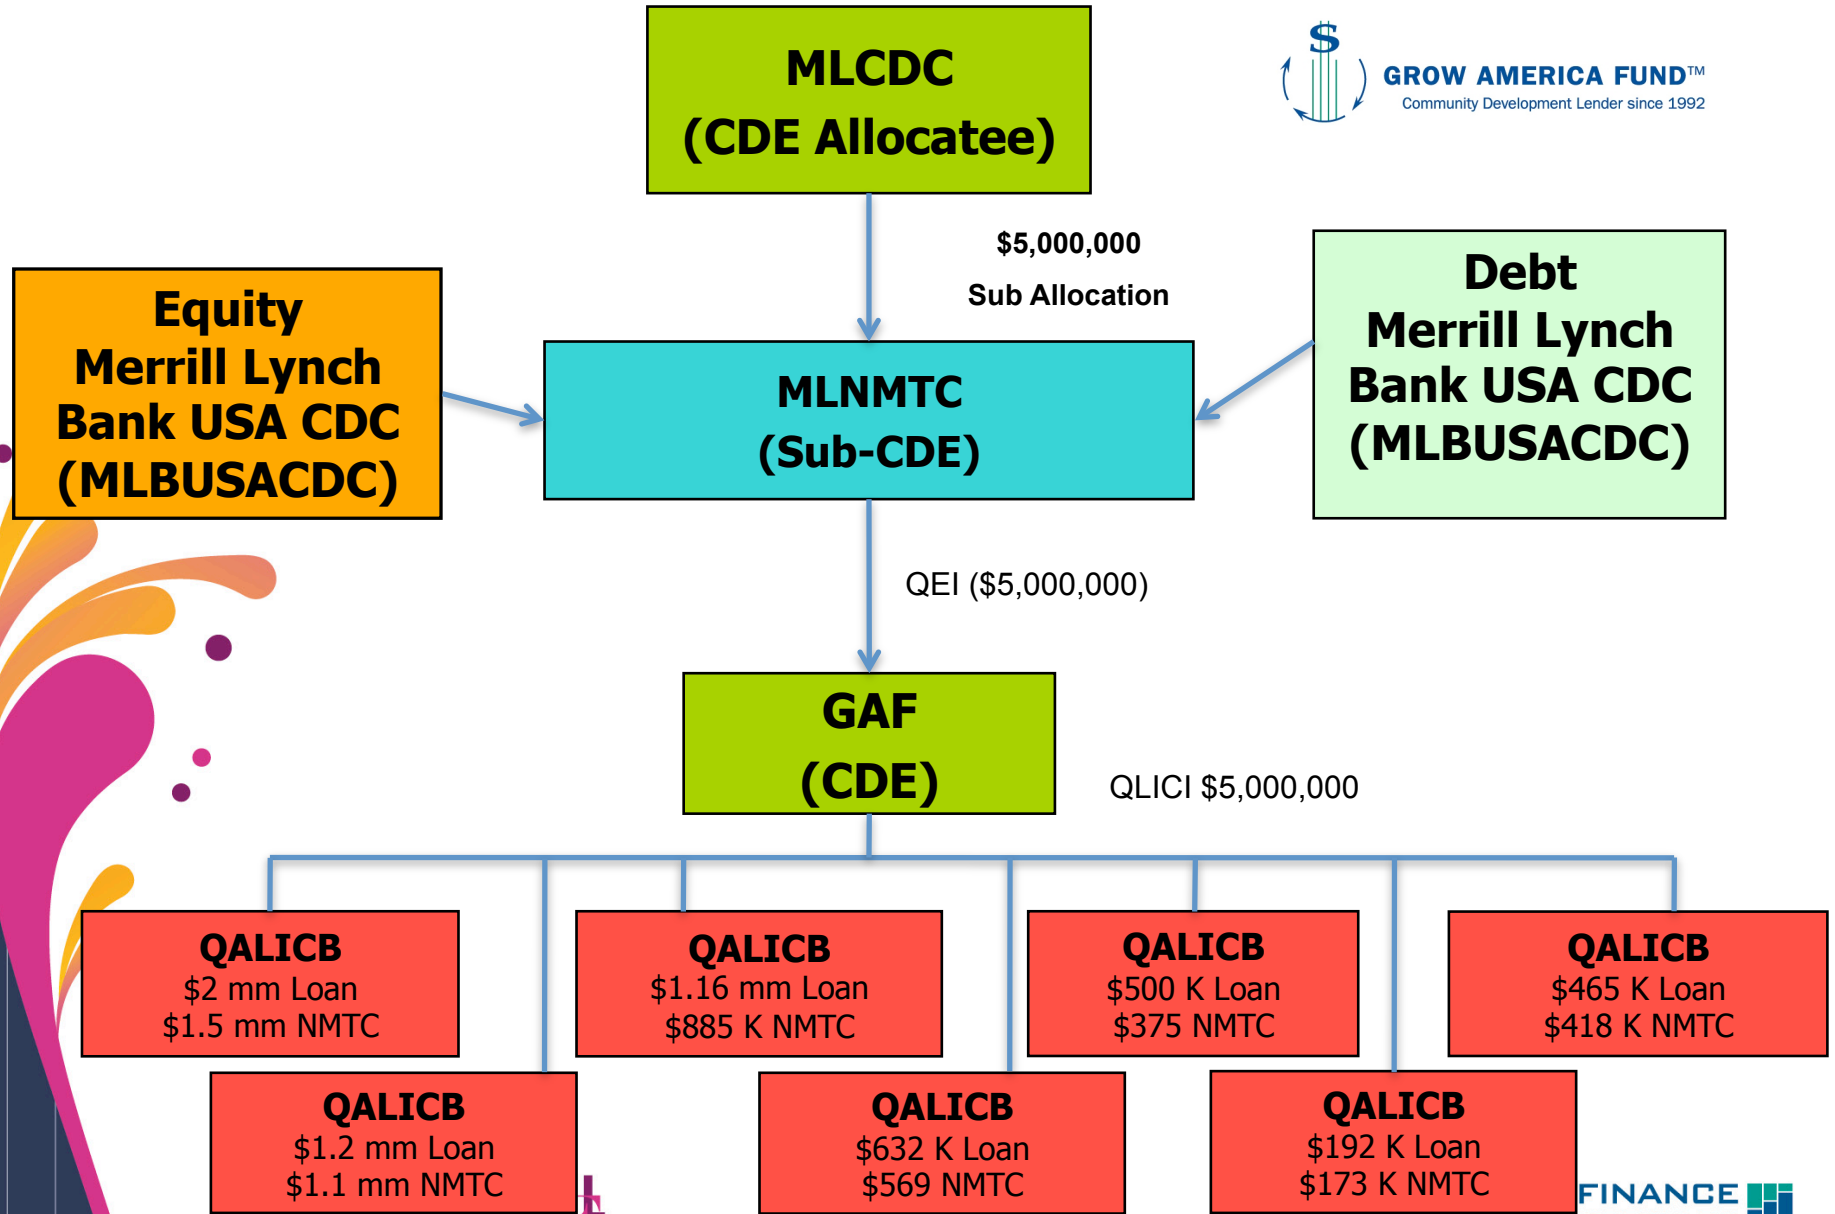 MLCDC
(CDE Allocatee)
$
GROW AMERICA FUND™
Community Development Lender since 1992
$5,000,000
Sub Allocation
Equity
Merrill Lynch
Bank USA CDC
(MLBUSACDC)
MLNMTC
(Sub-CDE)
Debt
Merrill Lynch
Bank USA CDC
(MLBUSACDC)
QEI ($5,000,000)
GAF
(CDE)
QLICI $5,000,000
QALICB
$2 mm Loan
$1.5 mm NMTC
QALICB
$1.16 mm Loan
$885 K NMTC
QALICB
$500 K Loan
$375 NMTC
QALICB
$465 K Loan
$418 K NMTC
QALICB
$1.2 mm Loan
$1.1 mm NMTC
QALICB
$632 K Loan
$569 NMTC
QALICB
$192 K Loan
$173 K NMTC
FINANCE